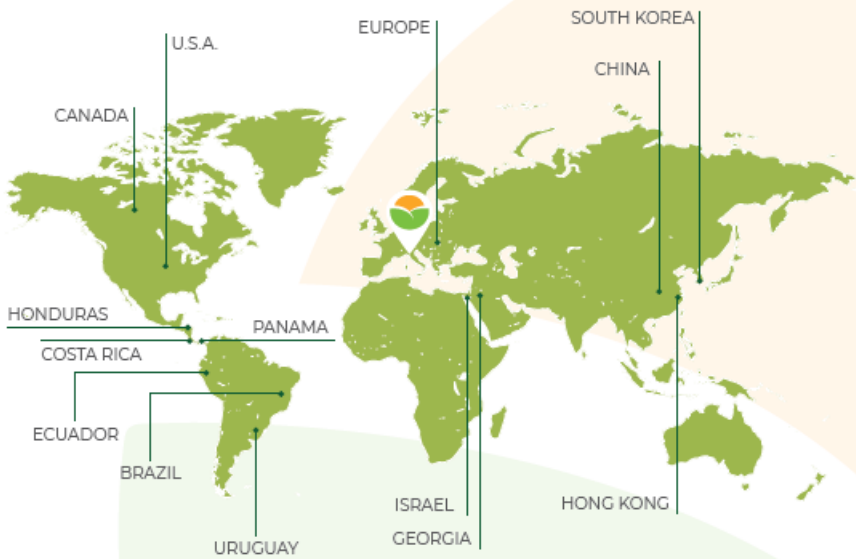 SOUTH KOREA
EUROPE
U.S.A.
CHINA
CANADA
HONDURAS
PANAMA
COSTA RICA
ECUADOR
BRAZIL
ISRAEL
HONG KONG
GEORGIA
URUGUAY